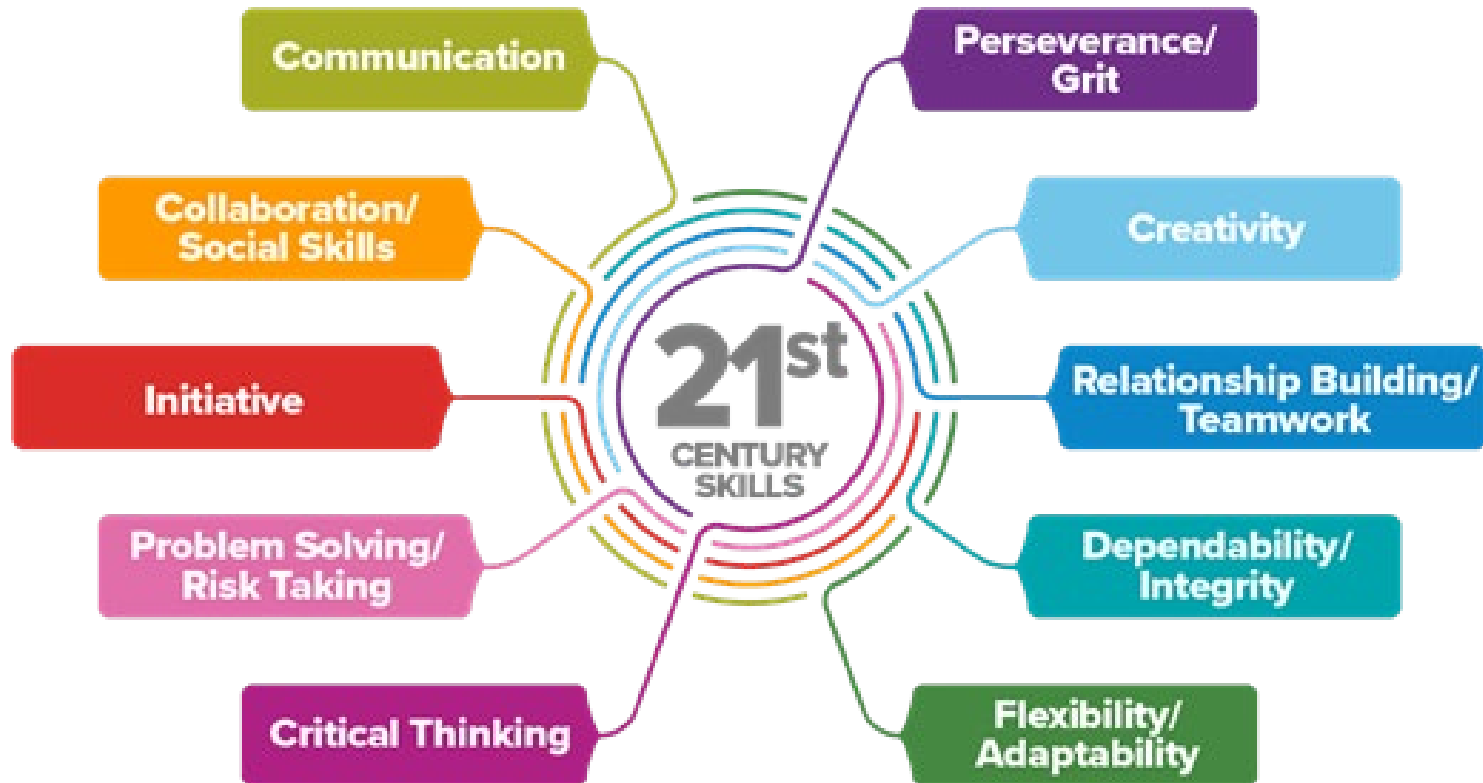 Communication
Perseverance/
Grit
Collaboration/
Social Skills
Creativity
Initiative
21st
CENTURY
SKILLS
Relationship Building/
Teamwork
Problem Solving/
Risk Taking
Dependability/
Integrity
Critical Thinking
Flexibility/
Adaptability